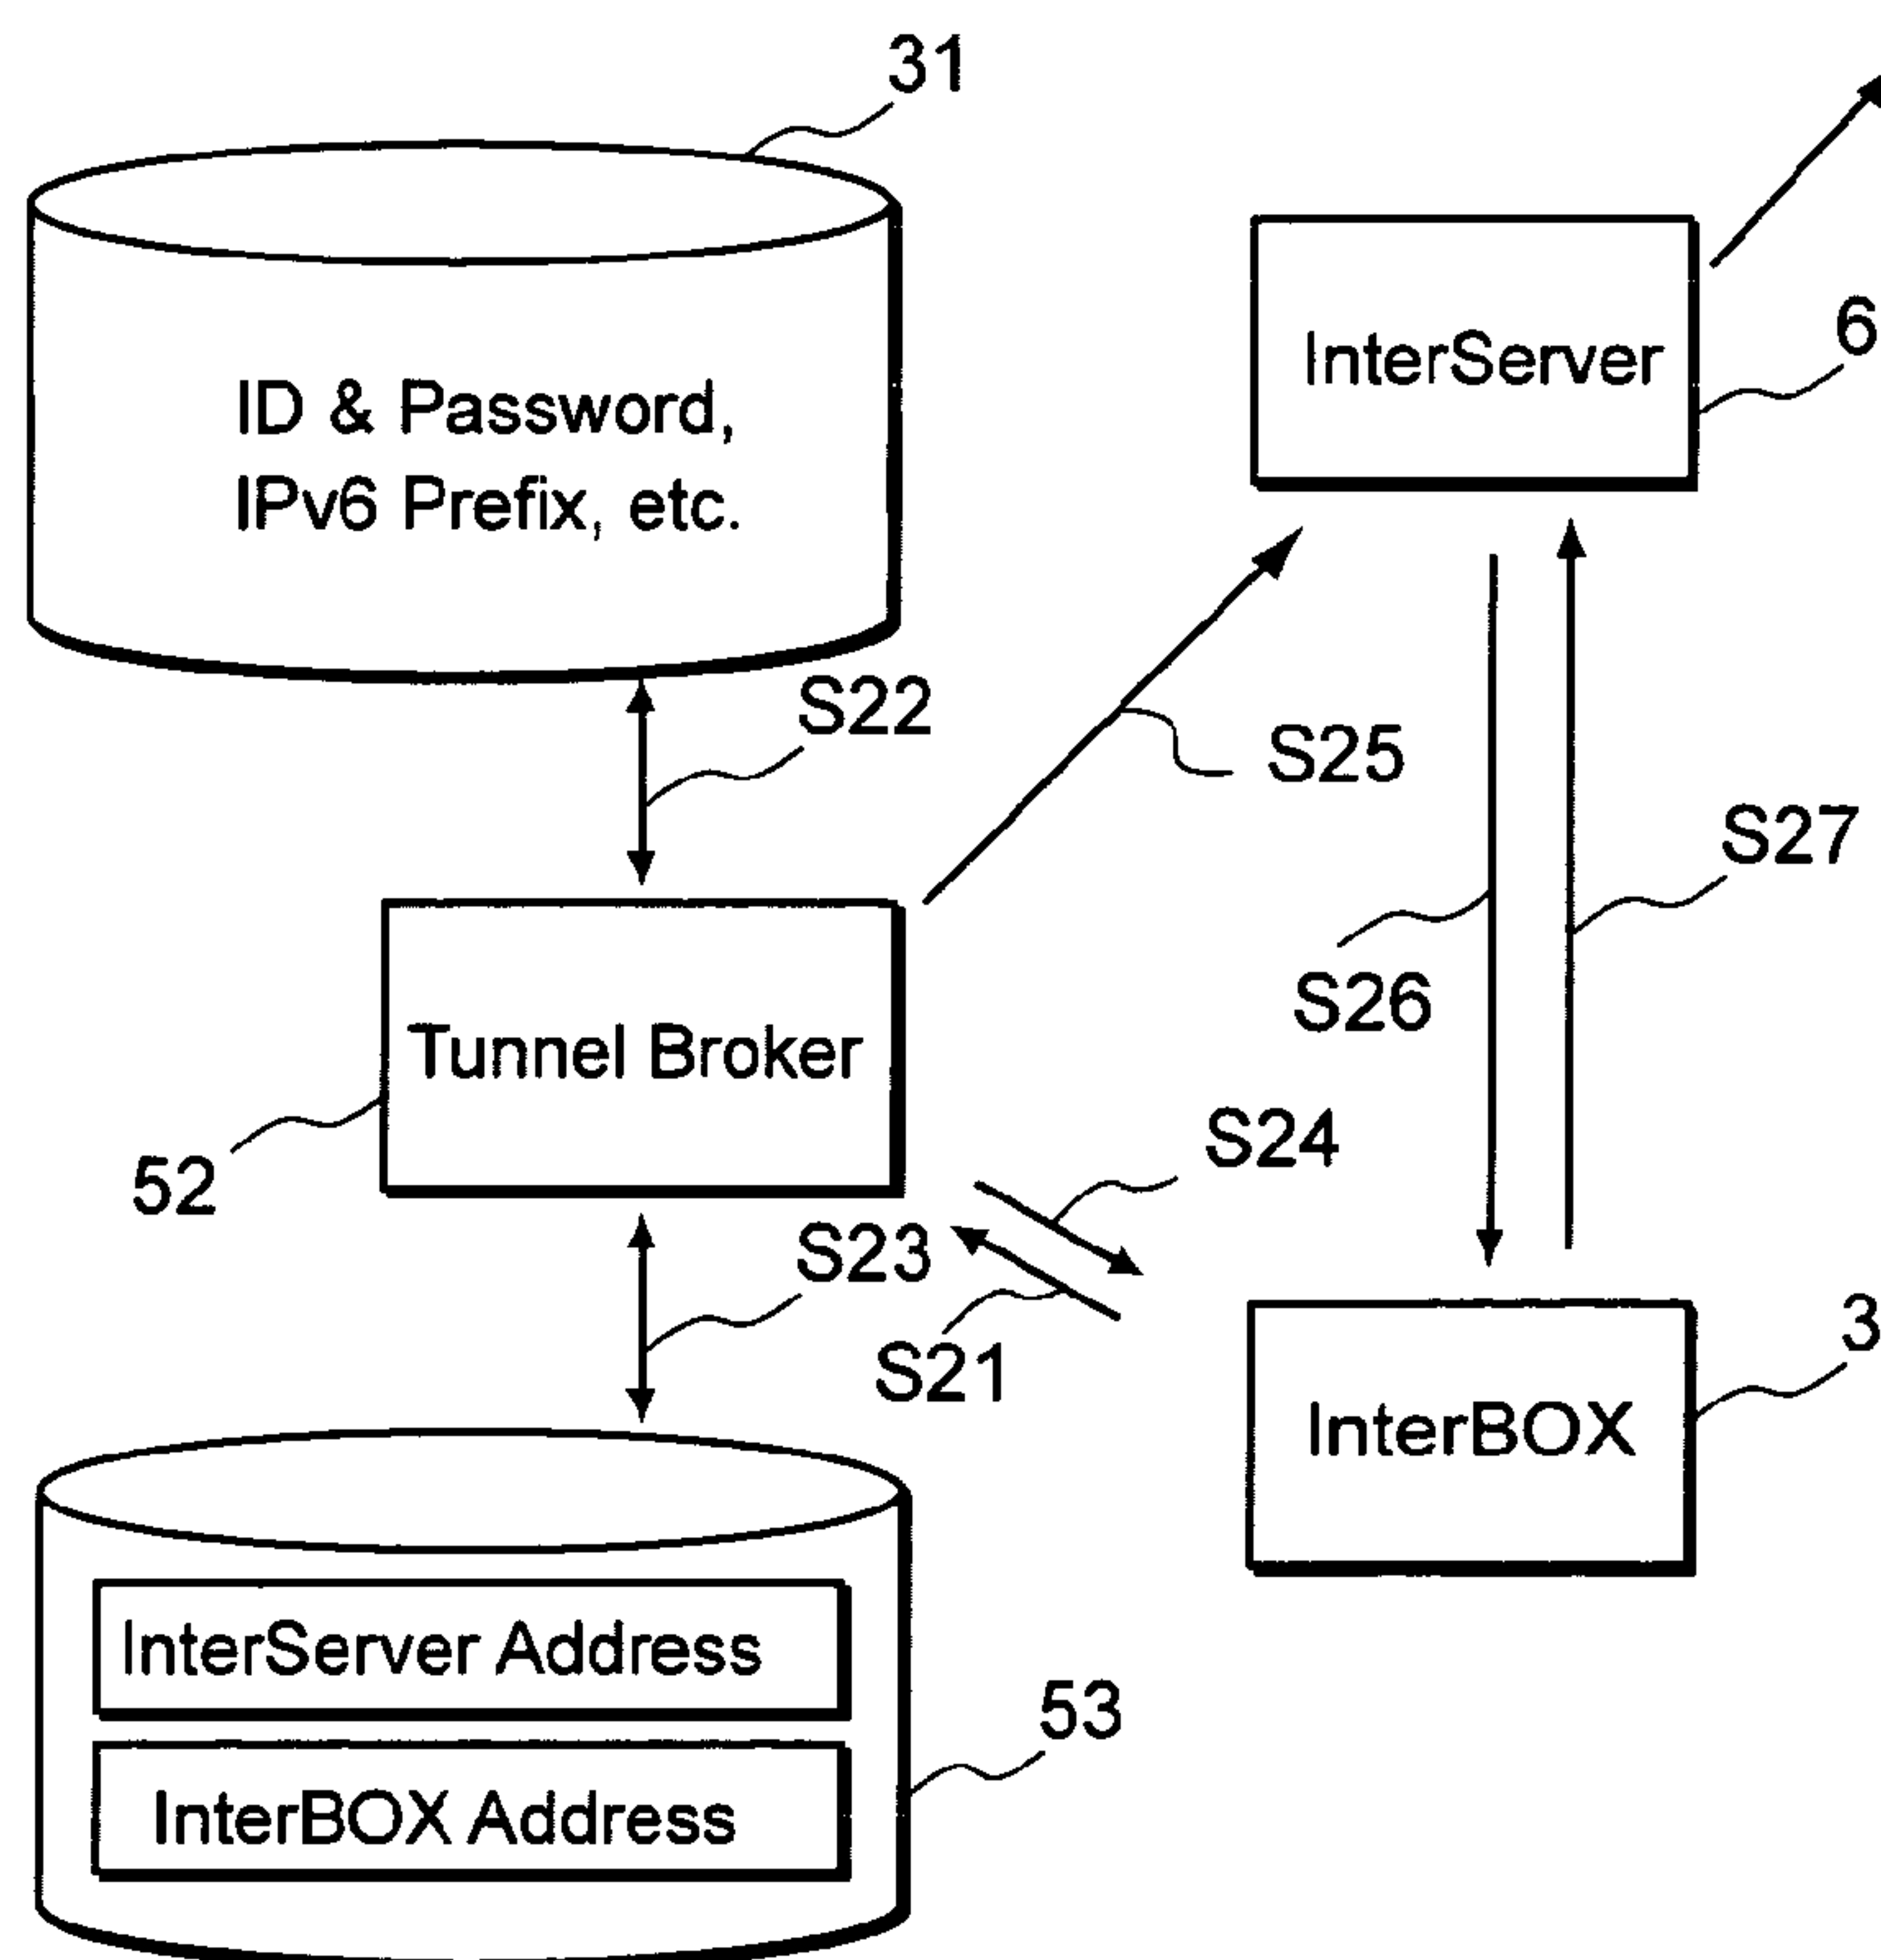 31
ID & Password,
IPv6 Prefix, etc.
InterServer
6
S22
S25
S27
S26
Tunnel Broker
52
S24
S23
S21
3
InterBOX
InterServer Address
53
InterBOX Address